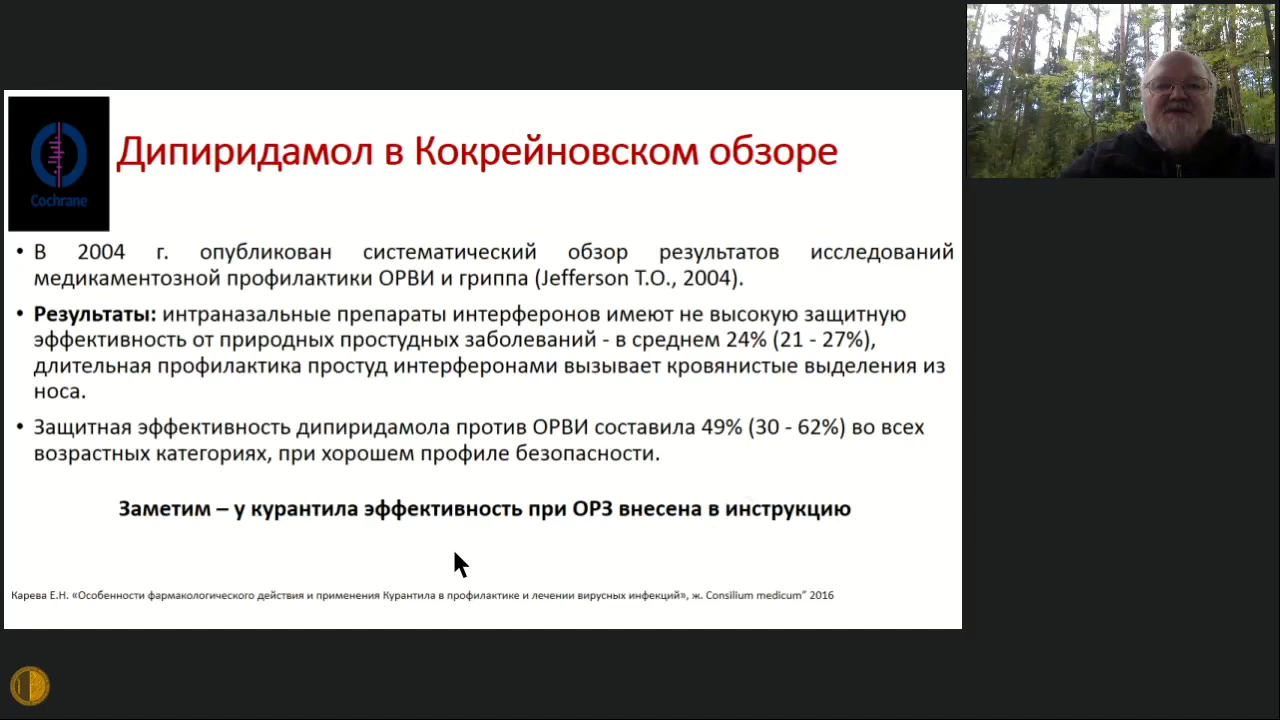 Cochrane
Дипиридамол в Кокрейновском обзоре
• В 2004 г. опубликован систематический обзор результатов исследований
медикаментозной профилактики ОРВИ и гриппа (Jefferson T.O., 2004).
• Результаты: интраназальные препараты интерферонов имеют не высокую защитную
эффективность от природных простудных заболеваний - в среднем 24% (21 - 27%),
длительная профилактика простуд интерферонами вызывает кровянистые выделения из
носа.
• Защитная эффективность дипиридамола против ОРВИ составила 49% (30 - 62%) во всех
возрастных категориях, при хорошем профиле безопасности.
Заметим – у курантила эффективность при ОРЗ внесена в инструкцию
Карева Е.Н. «Особенности фармакологического действия и применения Курантила в профилактике и лечении вирусных инфекций», ж. Consilium medicum” 2016